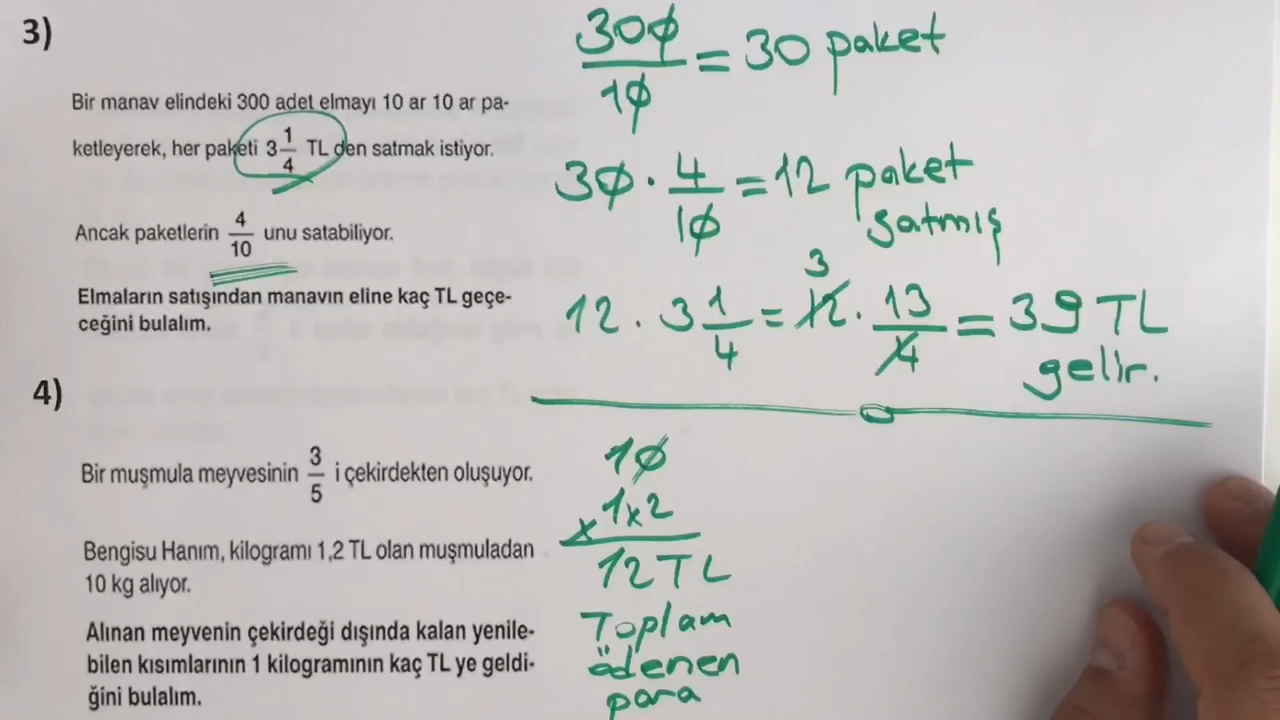 3)
Bir manav elindeki 300 adet elmayı 10 ar 10 ar pa-
ketleyerek, her paketi 3 1/4 TL den satmak istiyor.
Ancak paketlerin 4/10 unu satabiliyor.
Elmaların satışından manavın eline kaç TL geçe-
ceğini bulalım.
300/10 = 30 paket
30 . 4/10 = 12 paket
satmış
12 . 3 1/4 = 12 . 13/4 = 39 TL
3
gelir.
4)
Bir muşmula meyvesinin 3/5 i çekirdekten oluşuyor.
Bengisu Hanım, kilogramı 1,2 TL olan muşmuladan
10 kg alıyor.
Alınan meyvenin çekirdeği dışında kalan yenile-
bilen kısımlarının 1 kilogramının kaç TL ye geldi-
ğini bulalım.
10
x 1x2
12 TL
Toplam
ödenen
para